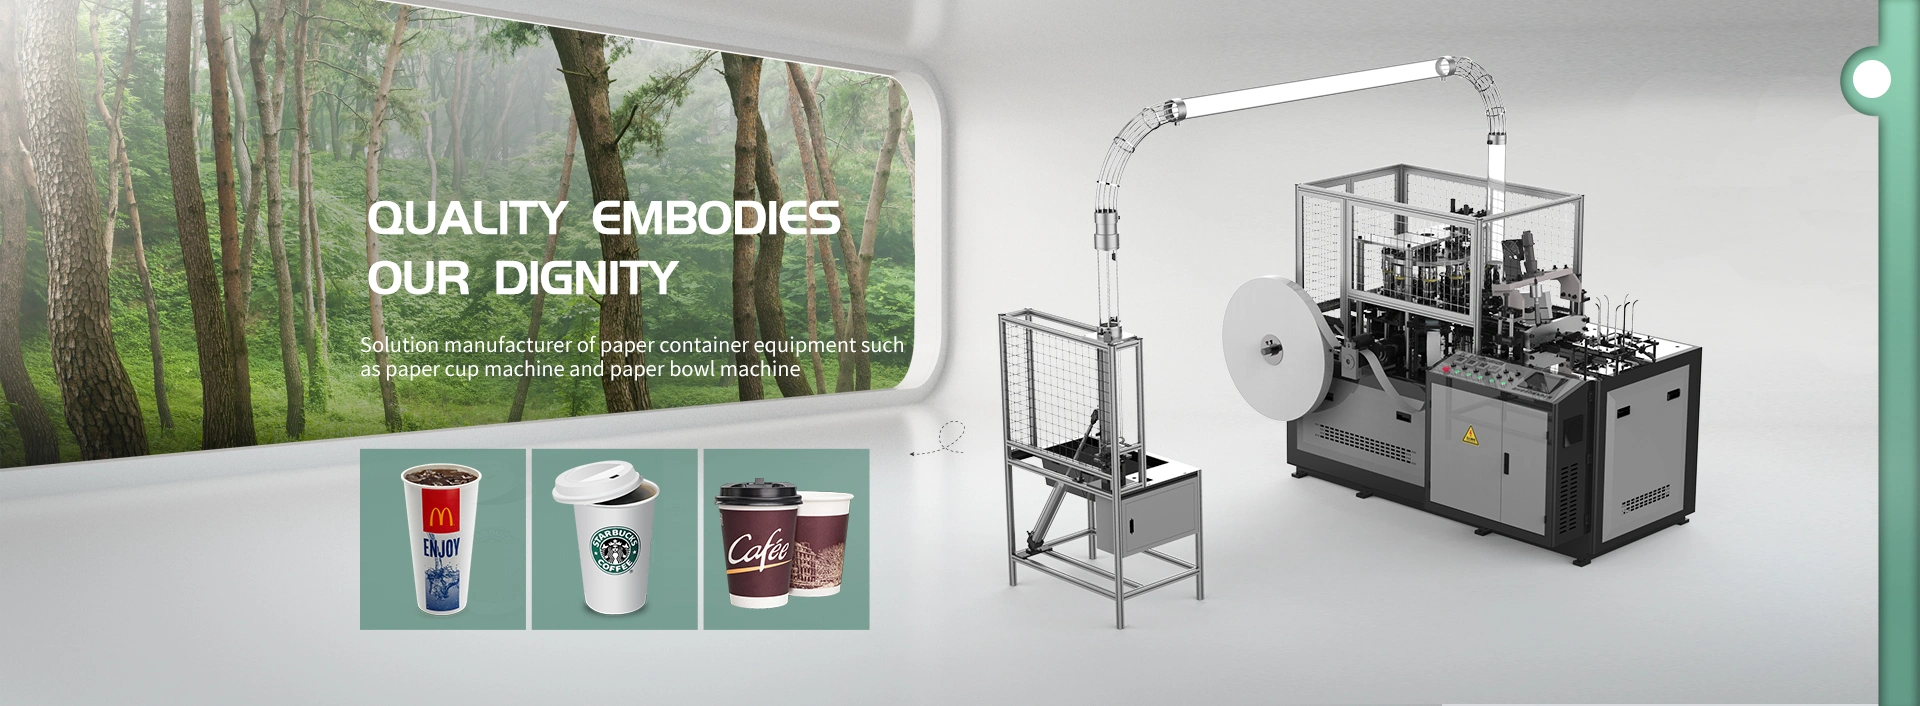 QUALITY EMBODIES
OUR DIGNITY
Solution manufacturer of paper container equipment such
as paper cup machine and paper bowl machine
ENJOY
STARBUCKS
COFFEE
Cafée